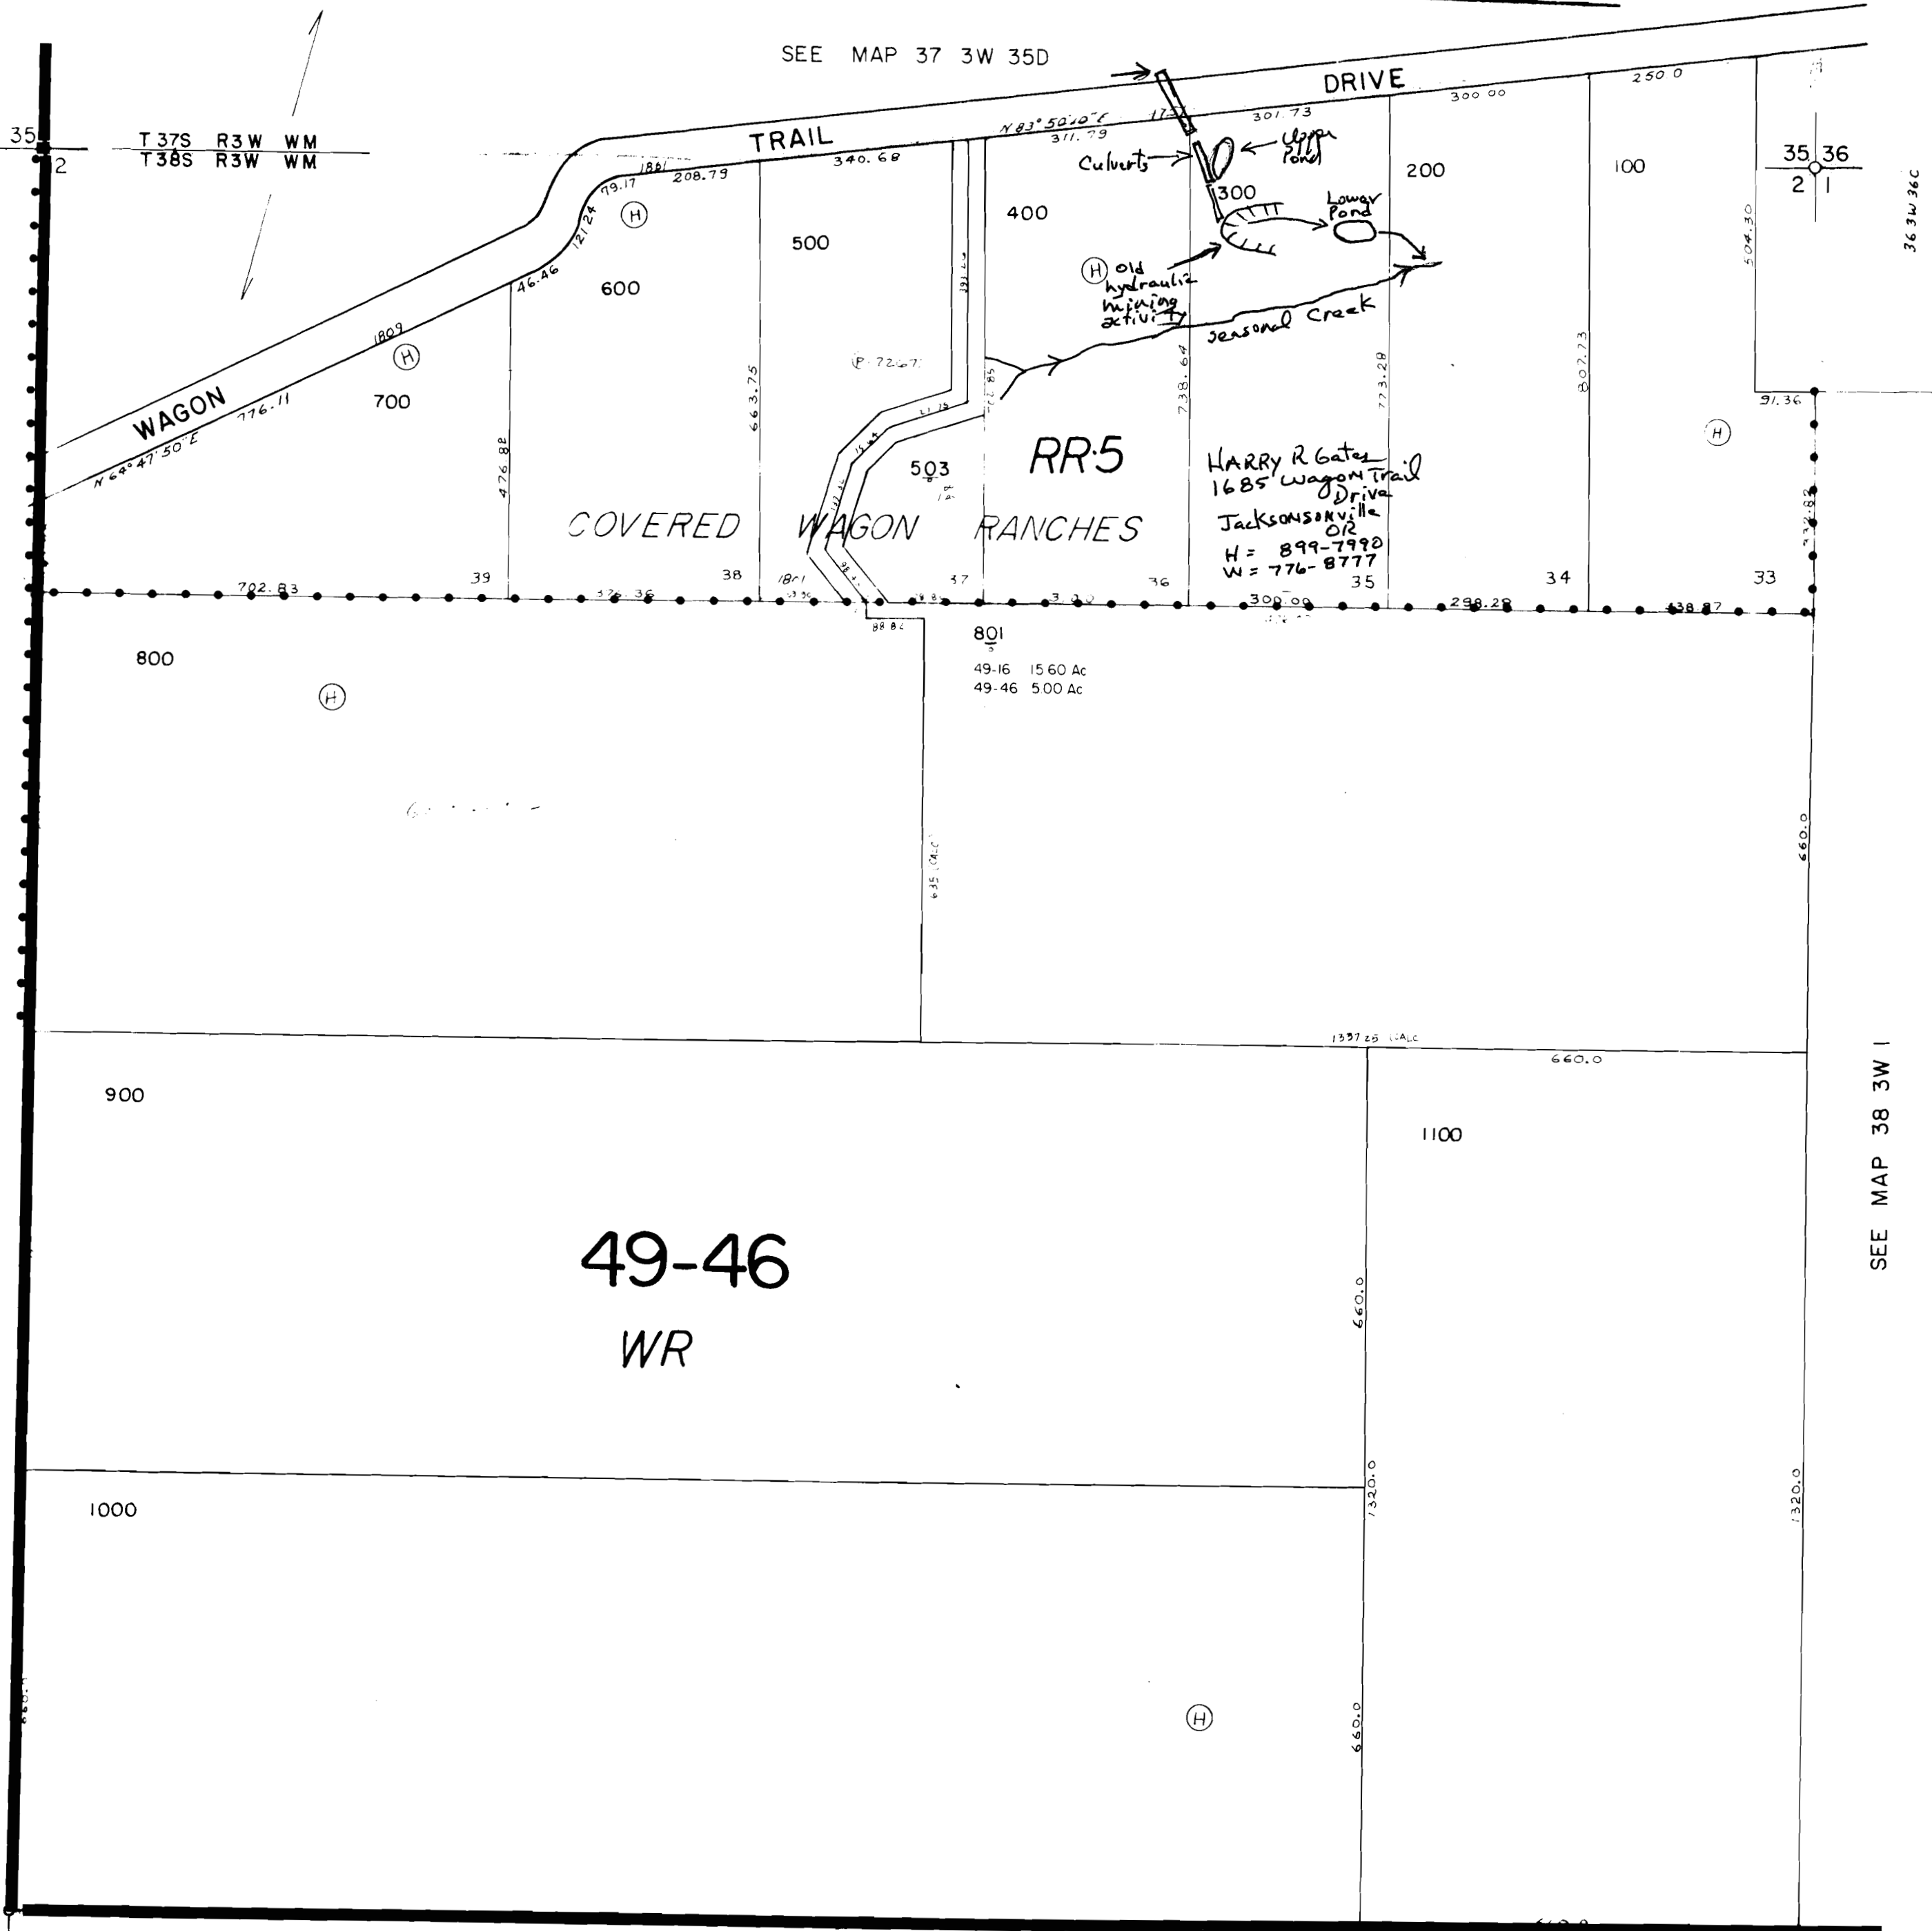 SEE MAP 37 3W 35D
DRIVE
TRAIL
WAGON
35
2
T 37S R3W WM
T 38S R3W WM
N 83° 50' 10" E
311.79
301.73
300.00
250.0
340.68
208.79
79.17
121.24
46.46
1809
776.11
N 64° 47' 50" E
Culverts
Upper
Pond
Lower
Pond
300
200
100
35 36
2 1
36 3W 36C
400
500
600
700
H
H
H
H
Old
hydraulic
mining
activity
Seasonal Creek
504.30
738.64
773.28
807.73
663.75
476.88
91.36
503
RR-5
HARRY R Gates
1685 Wagon Trail
Drive
Jacksonsonville
OR
H = 899-7990
W = 776-8777
COVERED WAGON RANCHES
39
38
37
36
35
34
33
702.83
300.00
298.28
88.82
800
H
801
49-16 15.60 Ac
49-46 5.00 Ac
635 CALC
660.0
1337.25 CALC
660.0
900
1100
SEE MAP 38 3W 1
49-46
WR
660.0
1000
1320.0
1320.0
H
660.0